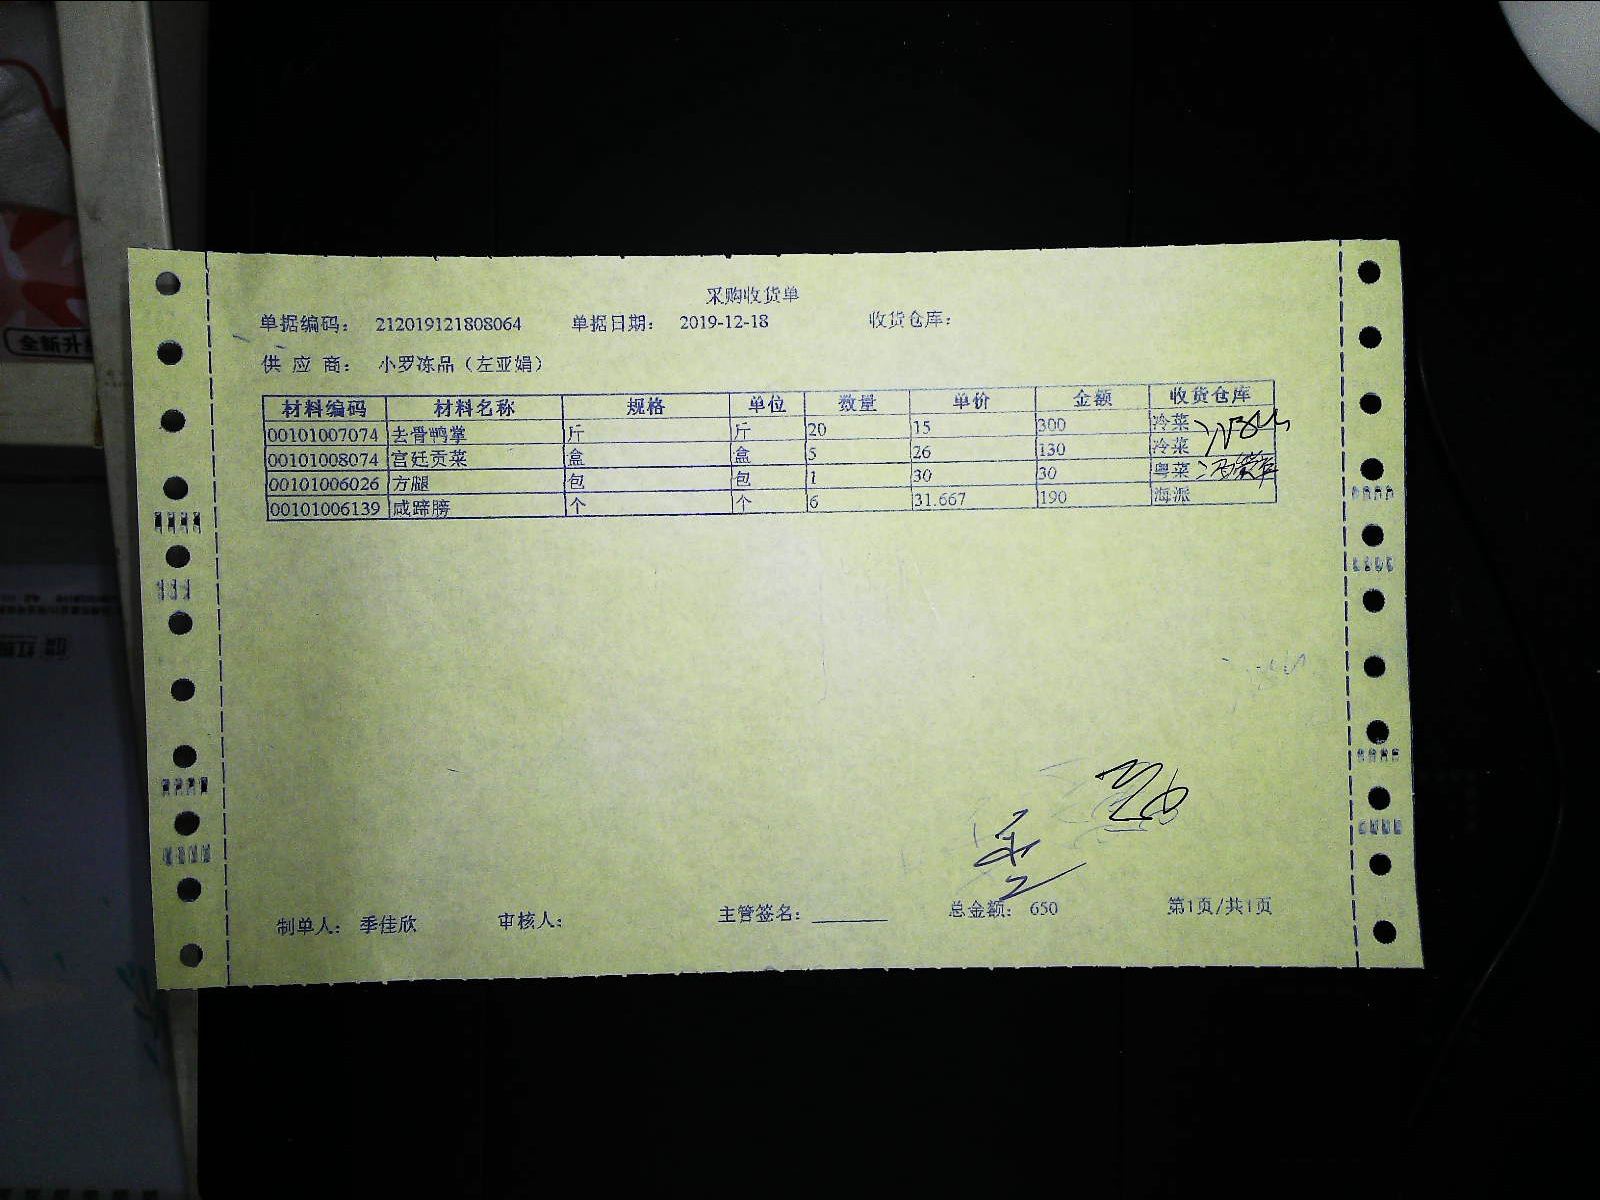 采购收货单
单据编码： 212019121808064 单据日期： 2019-12-18 收货仓库：
供 应 商： 小罗冻品（左亚娟）
材料编码 材料名称 规格 单位 数量 单价 金额 收货仓库
00101007074 去骨鸭掌 斤 斤 20 15 300 冷菜
00101008074 宫廷贡菜 盒 盒 5 26 130 冷菜
00101006026 方腿 包 包 1 30 30 粤菜
00101006139 咸蹄膀 个 个 6 31.667 190 海派
制单人： 季佳欣 审核人： 主管签名： 总金额： 650 第1页/共1页
全新升